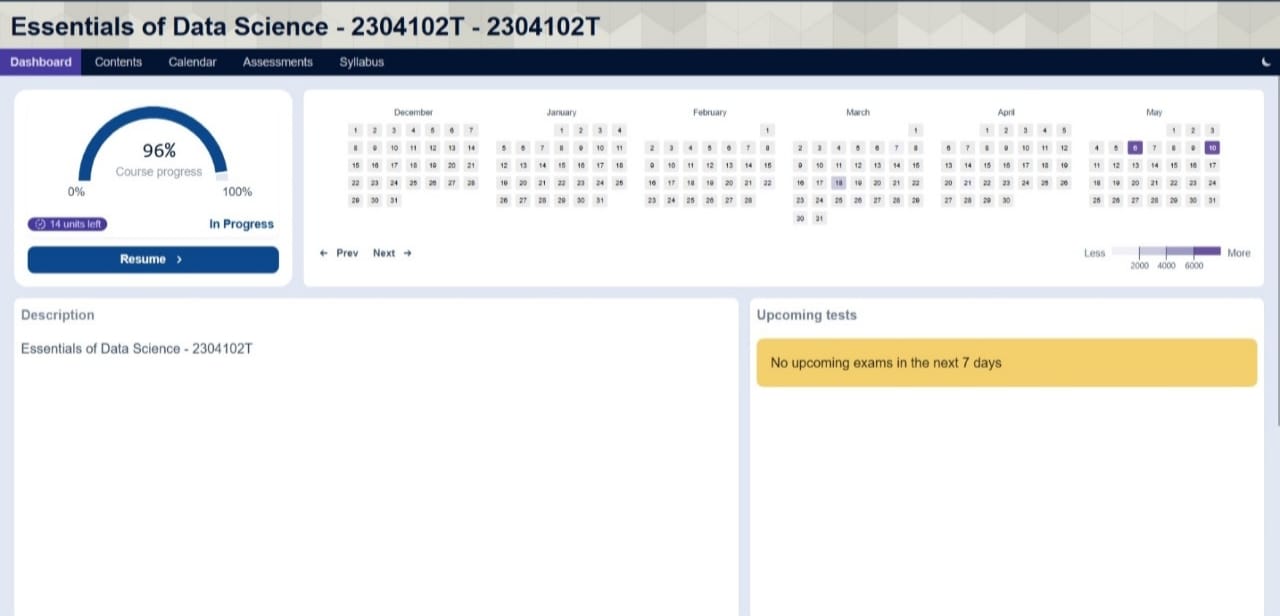 Essentials of Data Science - 2304102T - 2304102T
Dashboard Contents Calendar Assessments Syllabus
96%
Course progress
0% 100%
14 units left In Progress
Resume >
December
1 2 3 4 5 6 7
8 9 10 11 12 13 14
15 16 17 18 19 20 21
22 23 24 25 26 27 28
29 30 31
January
1 2 3 4
5 6 7 8 9 10 11
12 13 14 15 16 17 18
19 20 21 22 23 24 25
26 27 28 29 30 31
February
1
2 3 4 5 6 7 8
9 10 11 12 13 14 15
16 17 18 19 20 21 22
23 24 25 26 27 28
March
1
2 3 4 5 6 7 8
9 10 11 12 13 14 15
16 17 18 19 20 21 22
23 24 25 26 27 28 29
30 31
April
1 2 3 4 5
6 7 8 9 10 11 12
13 14 15 16 17 18 19
20 21 22 23 24 25 26
27 28 29 30
May
1 2 3
4 5 6 7 8 9 10
11 12 13 14 15 16 17
18 19 20 21 22 23 24
25 26 27 28 29 30 31
← Prev Next →
Less More
2000 4000 6000
Description
Essentials of Data Science - 2304102T
Upcoming tests
No upcoming exams in the next 7 days